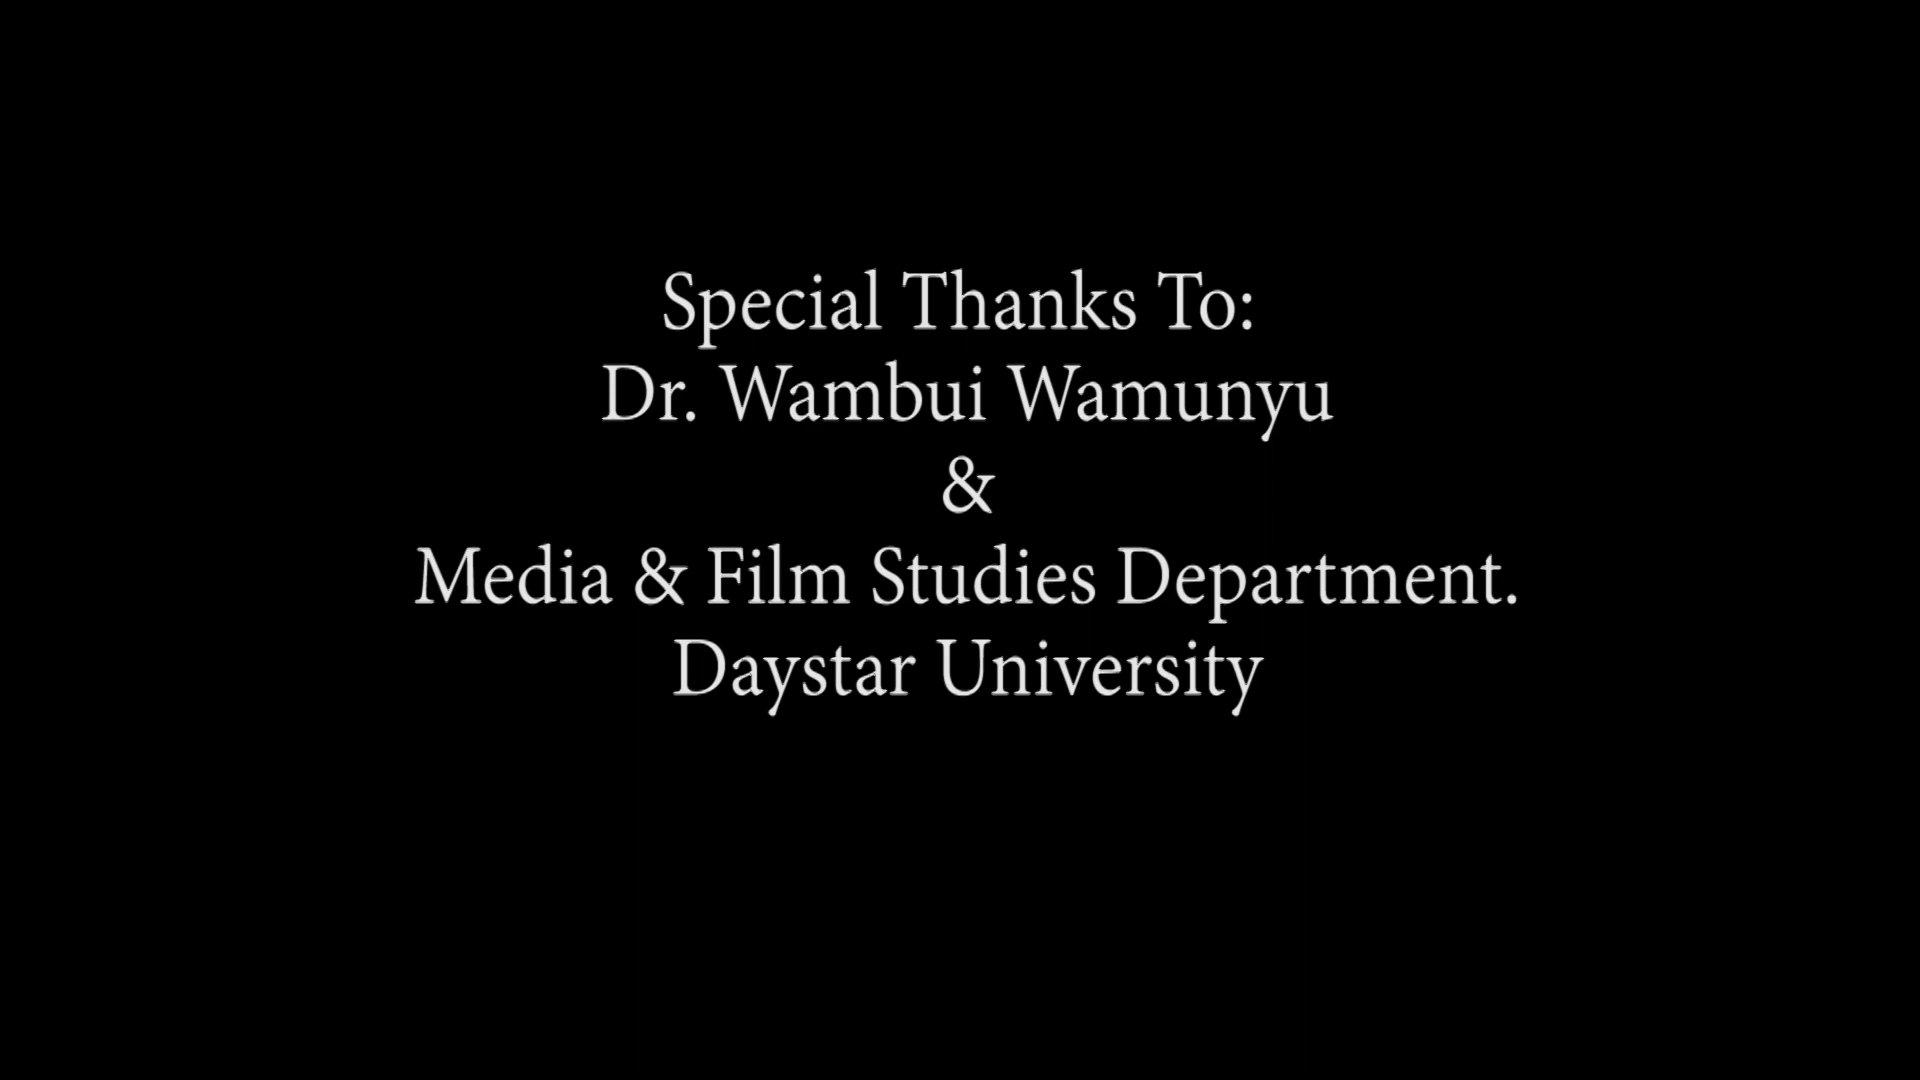 Special Thanks To:
Dr. Wambui Wamunyu
&
Media & Film Studies Department.
Daystar University